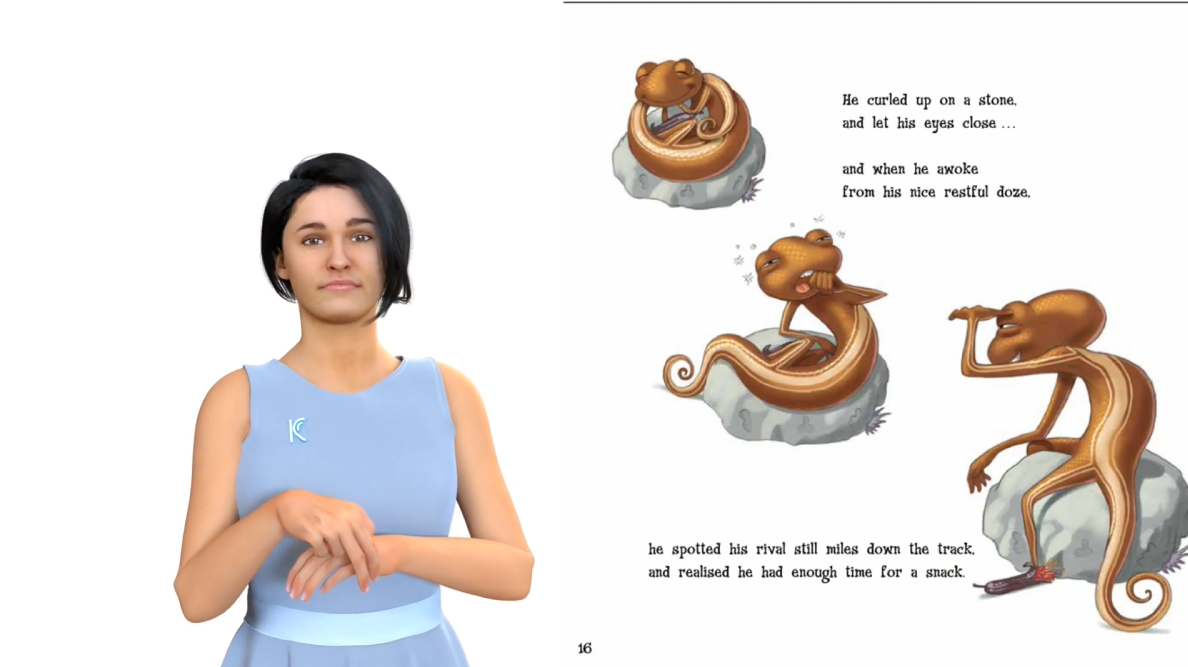 K
He curled up on a stone,
and let his eyes close ...
and when he awoke
from his nice restful doze,
he spotted his rival still miles down the track,
and realised he had enough time for a snack.
16